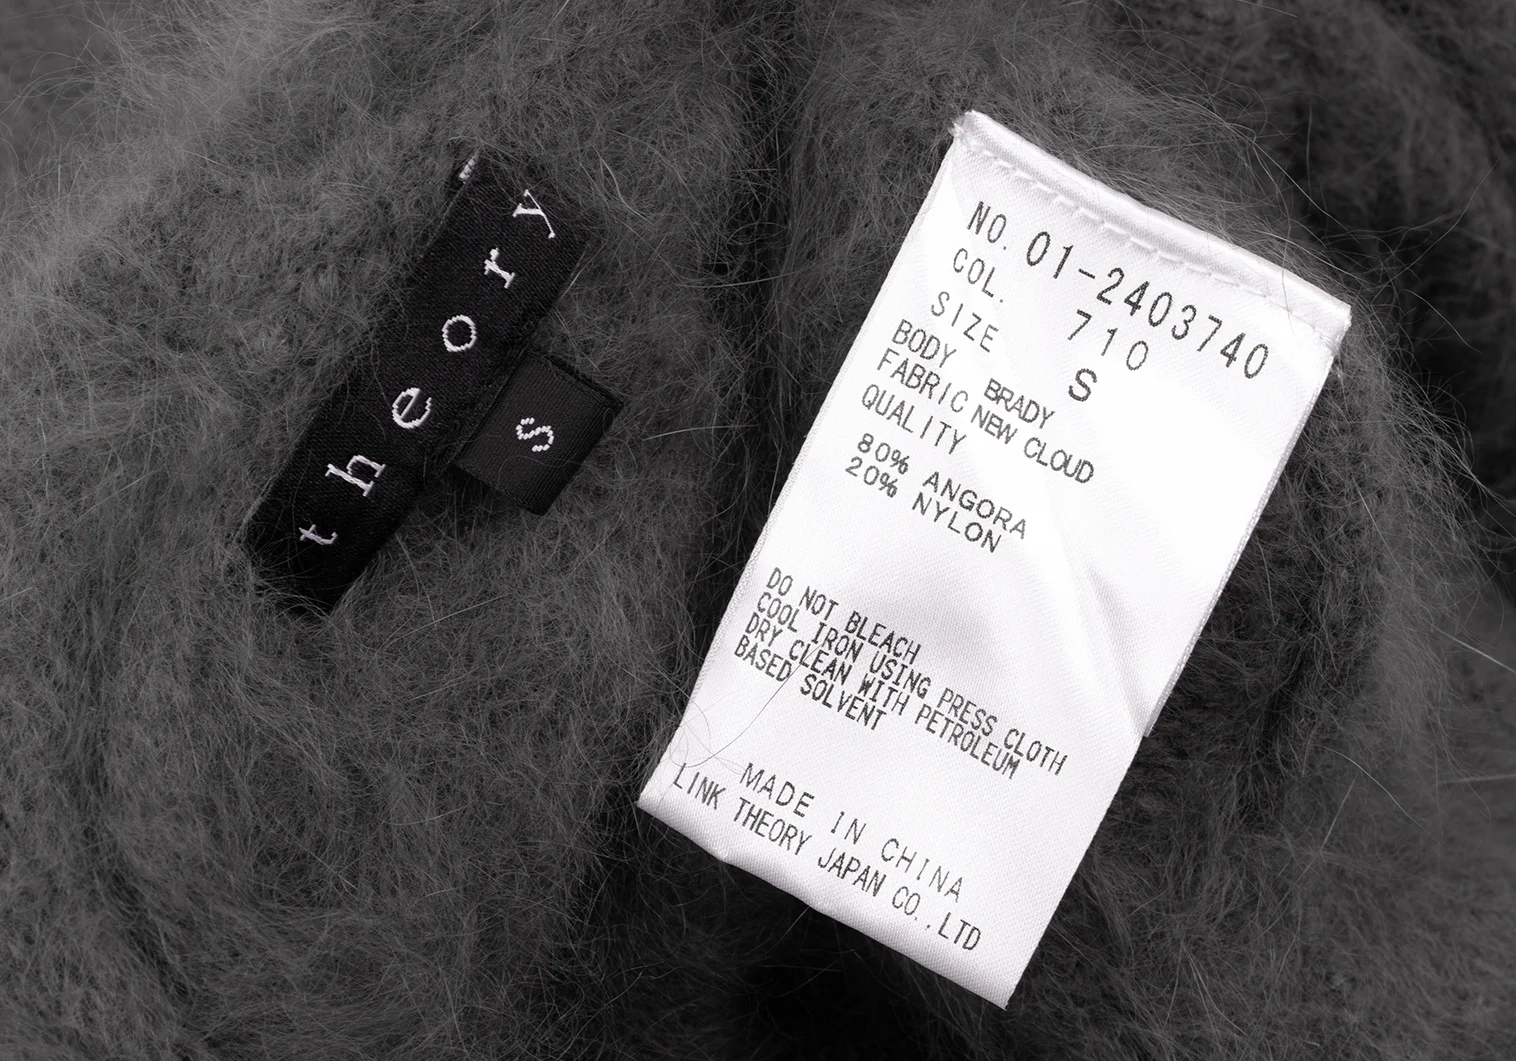 theory
S
NO. 01-2403740
COL. 710
SIZE S
BODY BRADY
FABRIC NEW CLOUD
QUALITY
80% ANGORA
20% NYLON
DO NOT BLEACH
COOL IRON USING PRESS CLOTH
DRY CLEAN WITH PETROLEUM
BASED SOLVENT
MADE IN CHINA
LINK THEORY JAPAN CO.,LTD